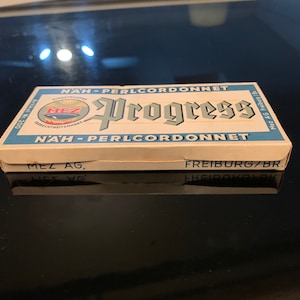 NÄH - PERLCORDONNET
MEZ
Progress
NÄH - PERLCORDONNET
MEZ AG.
FREIBURG/BR